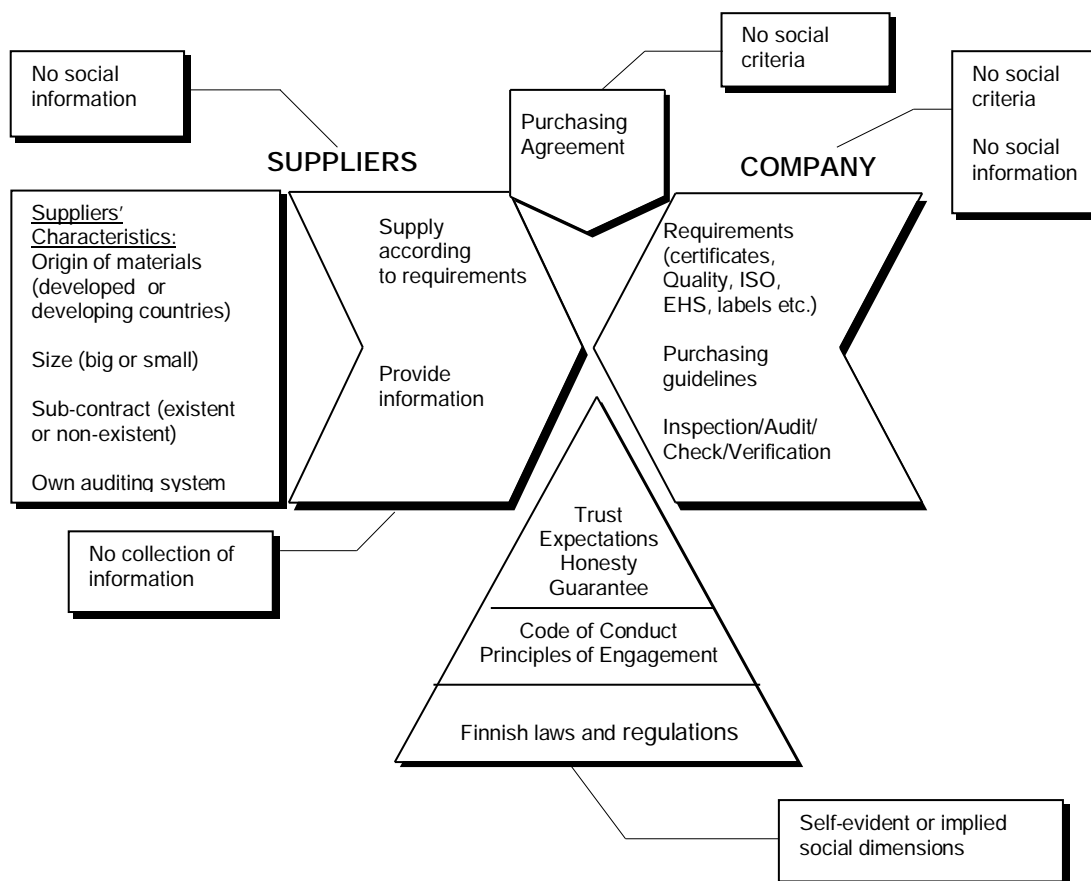 No social
information
No social
criteria
No social
criteria
No social
information
Purchasing
Agreement
SUPPLIERS
COMPANY
Suppliers'
Characteristics:
Origin of materials
(developed or
developing countries)
Size (big or small)
Sub-contract (existent
or non-existent)
Own auditing system
Supply
according
to requirements
Provide
information
Requirements
(certificates,
Quality, ISO,
EHS, labels etc.)
Purchasing
guidelines
Inspection/Audit/
Check/Verification
No collection of
information
Trust
Expectations
Honesty
Guarantee
Code of Conduct
Principles of Engagement
Finnish laws and regulations
Self-evident or implied
social dimensions